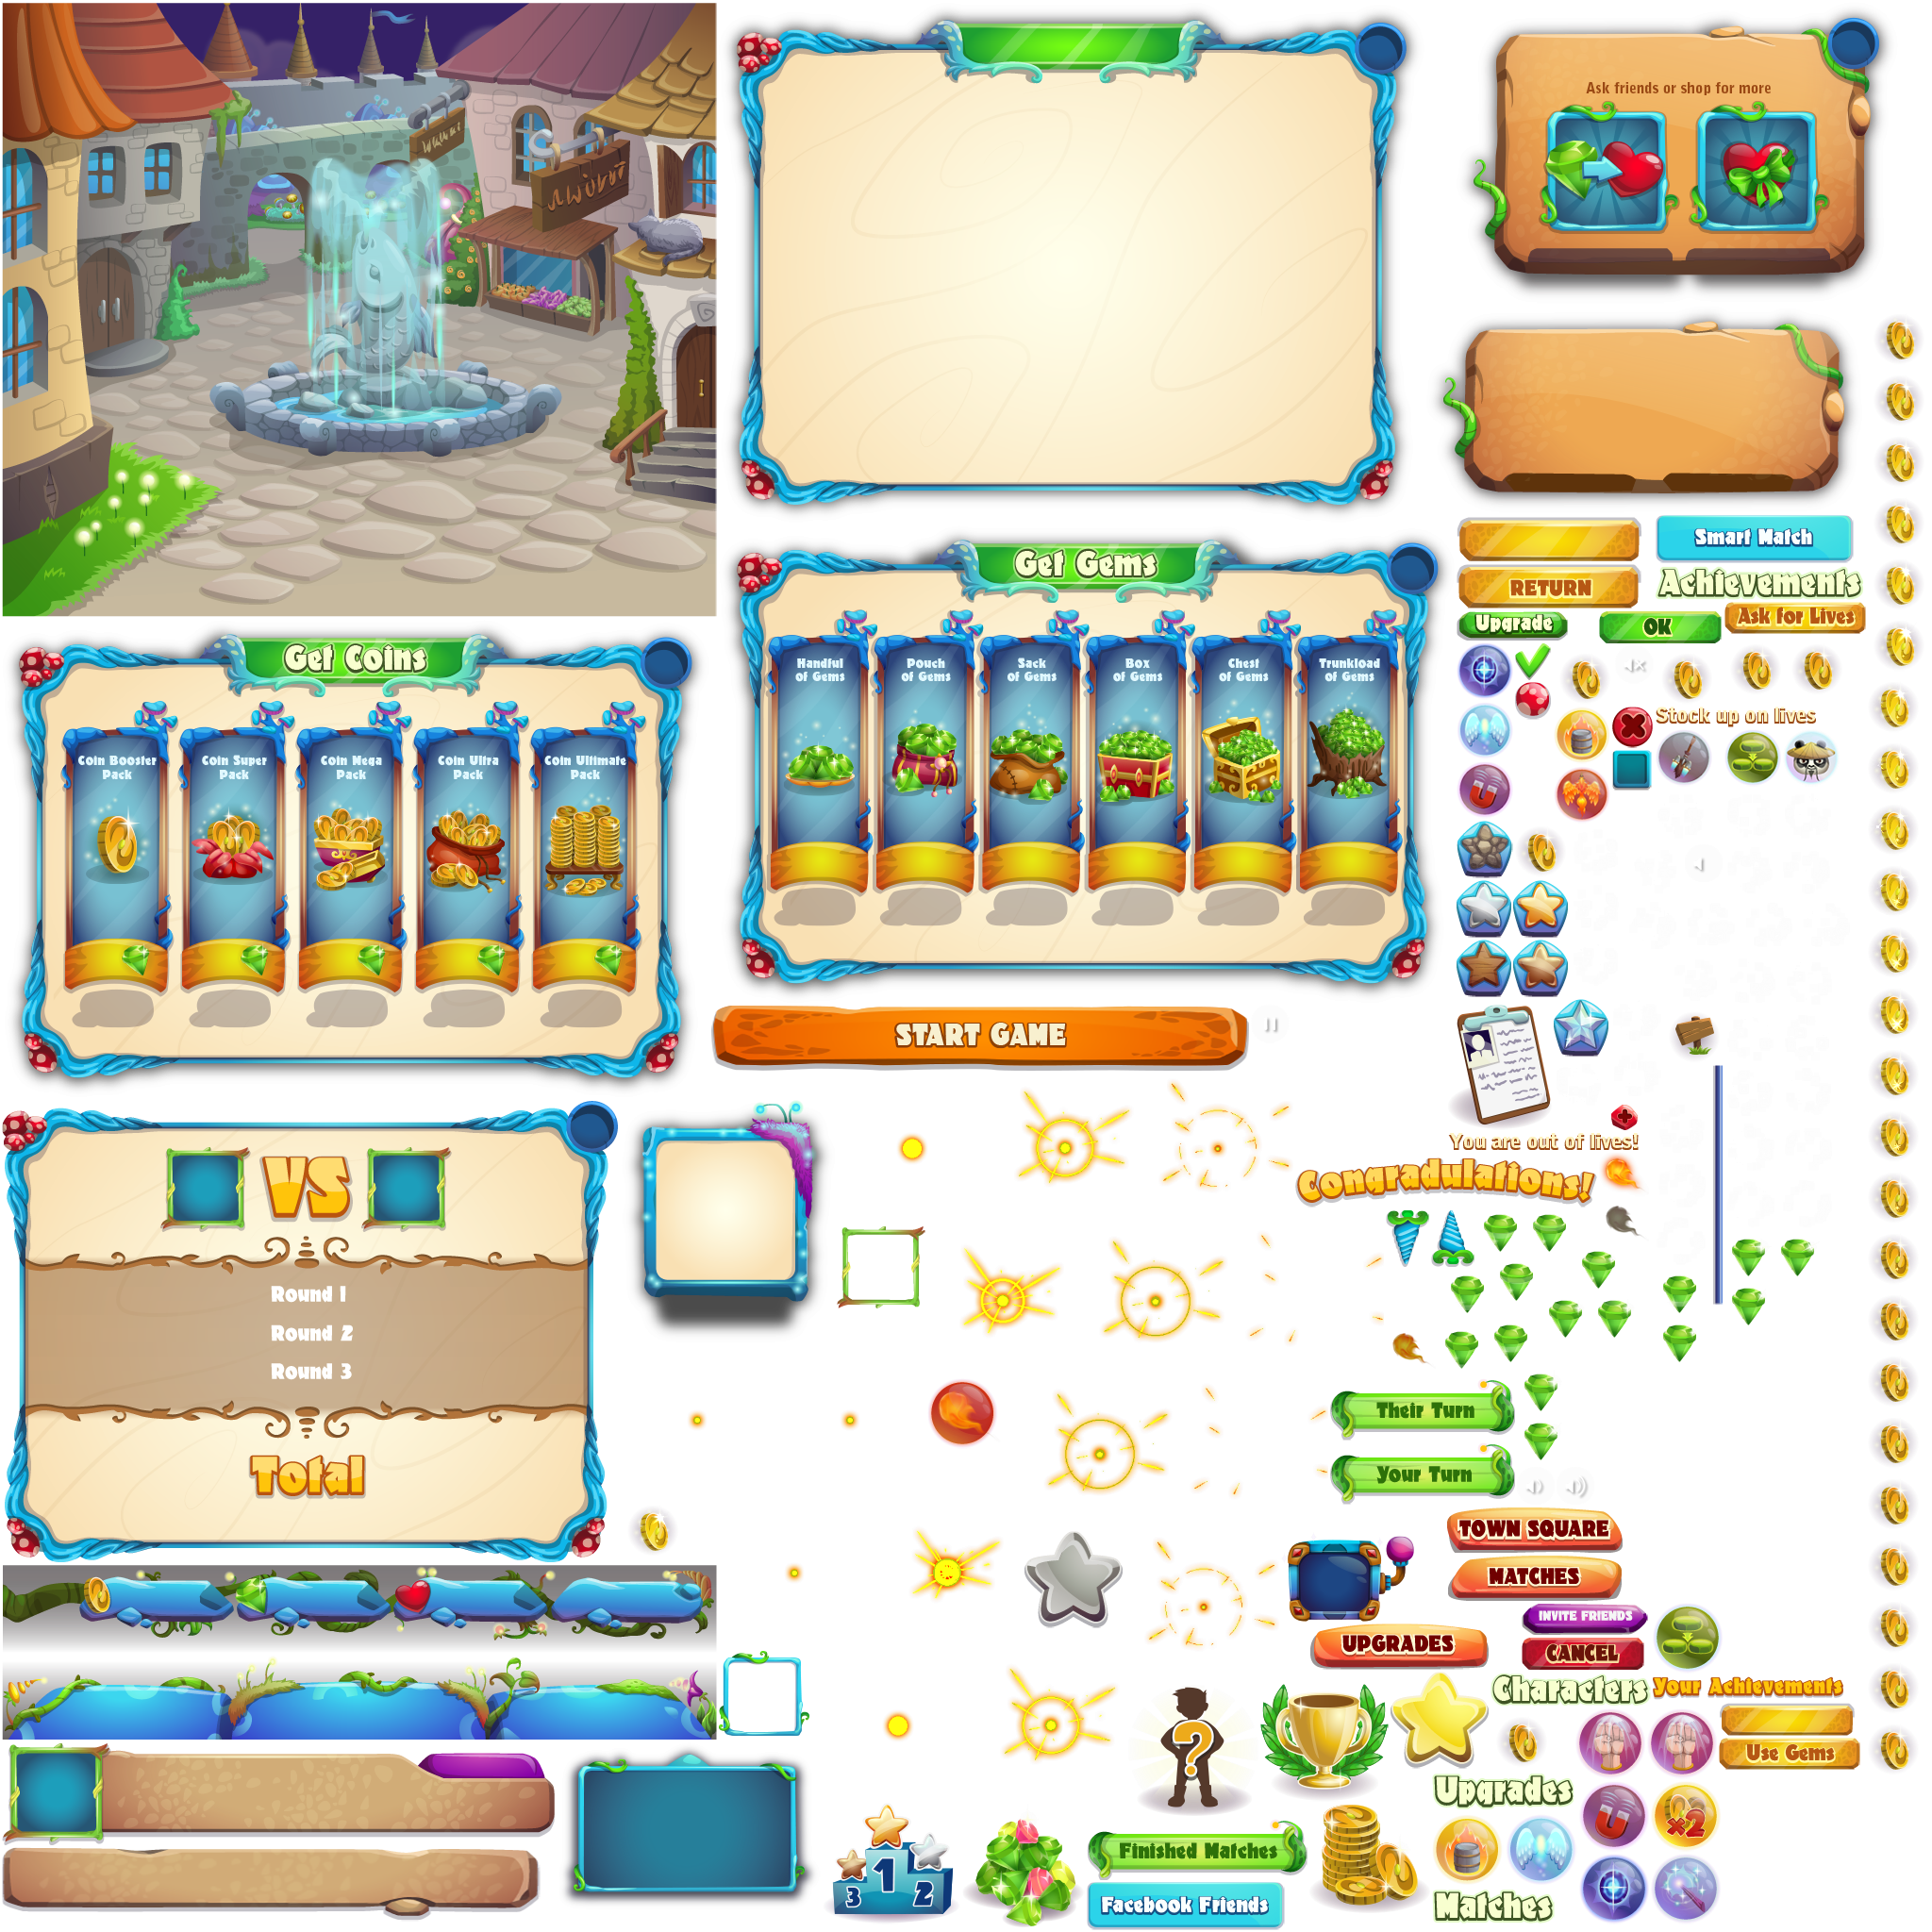 Ask friends or shop for more
Get Gems
Handful
of Gems
Pouch
of Gems
Sack
of Gems
Box
of Gems
Chest
of Gems
Trunkload
of Gems
Smart Match
RETURN
Achievements
Upgrade
OK
Ask for Lives
Stock up on lives
Get Coins
Coin Booster
Pack
Coin Super
Pack
Coin Mega
Pack
Coin Ultra
Pack
Coin Ultimate
Pack
START GAME
You are out of lives!
Congradulations!
VS
Round 1
Round 2
Round 3
Total
Their Turn
Your Turn
TOWN SQUARE
MATCHES
INVITE FRIENDS
UPGRADES
CANCEL
Characters
Your Achievements
?
Use Gems
Upgrades
x2
1
2
3
Finished Matches
Facebook Friends
Matches